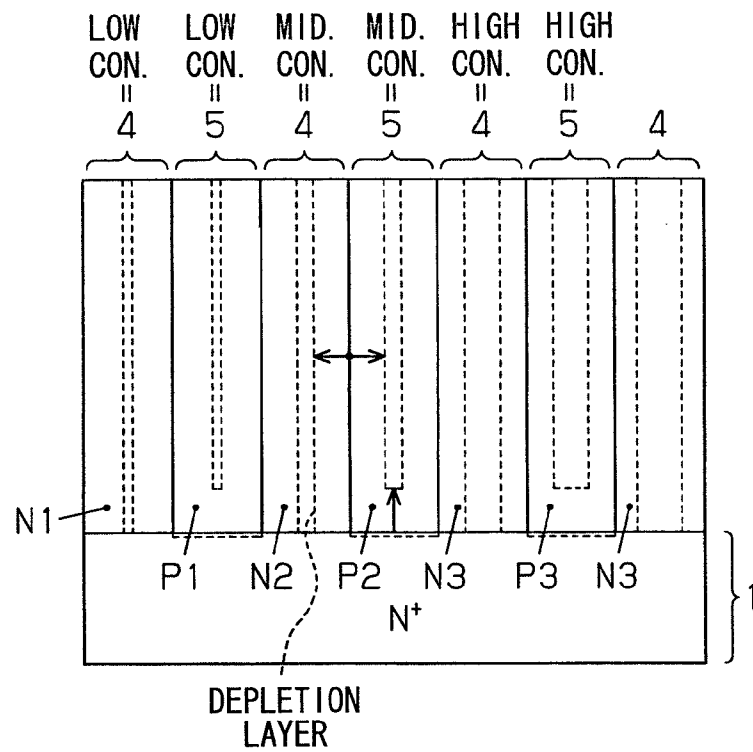 LOW LOW MID. MID. HIGH HIGH
CON. CON. CON. CON. CON. CON.
= = = = = =
4 5 4 5 4 5 4
N1
P1 N2 P2 N3 P3 N3
1
N+
DEPLETION
LAYER